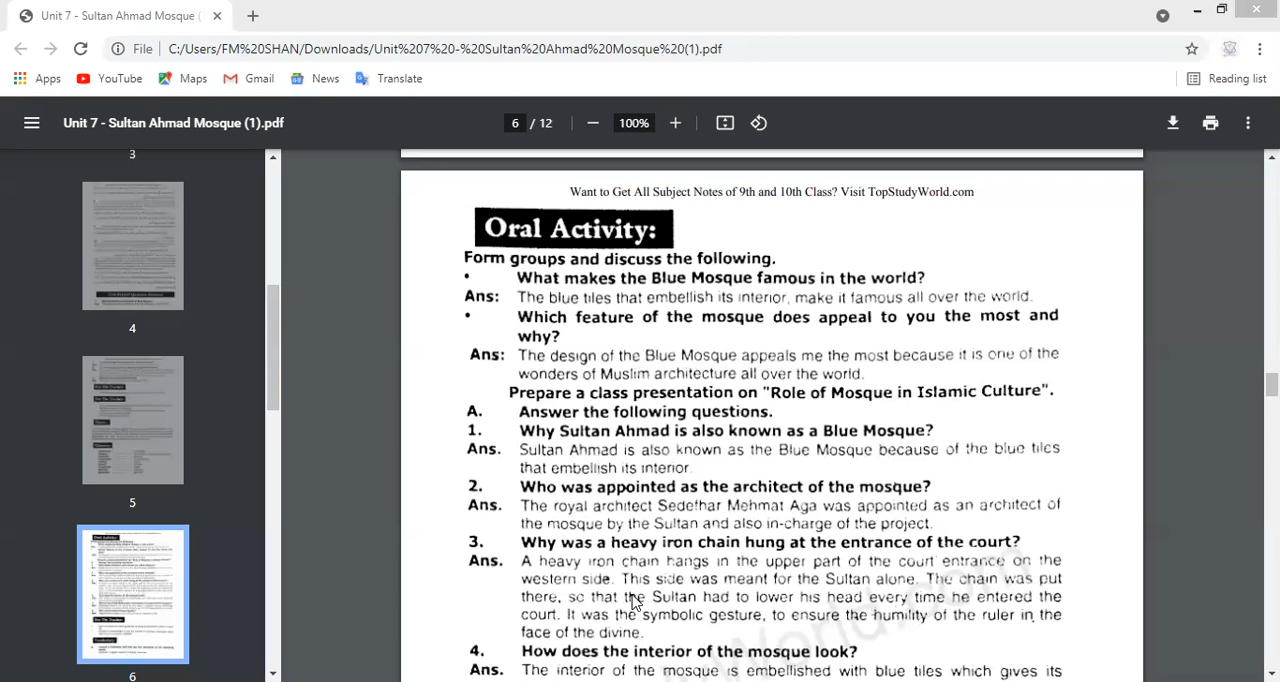 Unit 7 - Sultan Ahmad Mosque (
File C:/Users/FM%20SHAN/Downloads/Unit%207%20-%20Sultan%20Ahmad%20Mosque%20(1).pdf
Apps YouTube Maps Gmail News Translate Reading list
Unit 7 - Sultan Ahmad Mosque (1).pdf 6 / 12 100%
3
4
5
6
Want to Get All Subject Notes of 9th and 10th Class? Visit TopStudyWorld.com
Oral Activity:
Form groups and discuss the following.
• What makes the Blue Mosque famous in the world?
Ans: The blue tiles that embellish its interior, make it famous all over the world.
• Which feature of the mosque does appeal to you the most and
why?
Ans: The design of the Blue Mosque appeals me the most because it is one of the
wonders of Muslim architecture all over the world.
Prepare a class presentation on "Role of Mosque in Islamic Culture".
A. Answer the following questions.
1. Why Sultan Ahmad is also known as a Blue Mosque?
Ans. Sultan Ahmad is also known as the Blue Mosque because of the blue tiles
that embellish its interior.
2. Who was appointed as the architect of the mosque?
Ans. The royal architect Sedefhar Mehmat Aga was appointed as an architect of
the mosque by the Sultan and also in-charge of the project.
3. Why was a heavy iron chain hung at the entrance of the court?
Ans. A heavy iron chain hangs in the upper part of the court entrance on the
western side. This side was meant for the Sultan alone. The chain was put
there so that the Sultan had to lower his head every time he entered the
court. the symbolic gesture, to show the humility of the ruler in the
face of the divine.
4. How does the interior of the mosque look?
Ans. The interior of the mosque is embellished with blue tiles which gives its